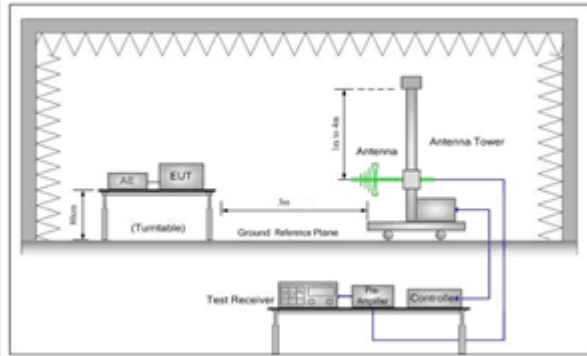 1m to 4m
Antenna Tower
Antenna
AE
EUT
80cm
3m
(Turntable)
Ground Reference Plane
Test Receiver
Pre-
Amplifier
Controller